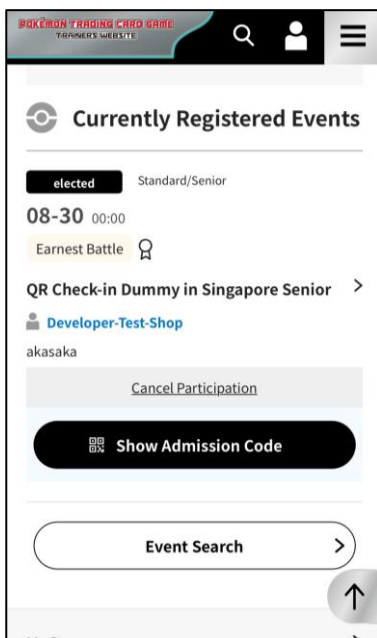 POKÉMON TRADING CARD GAME
TRAINERS WEBSITE
Currently Registered Events
elected Standard/Senior
08-30 00:00
Earnest Battle
QR Check-in Dummy in Singapore Senior
Developer-Test-Shop
akasaka
Cancel Participation
Show Admission Code
Event Search